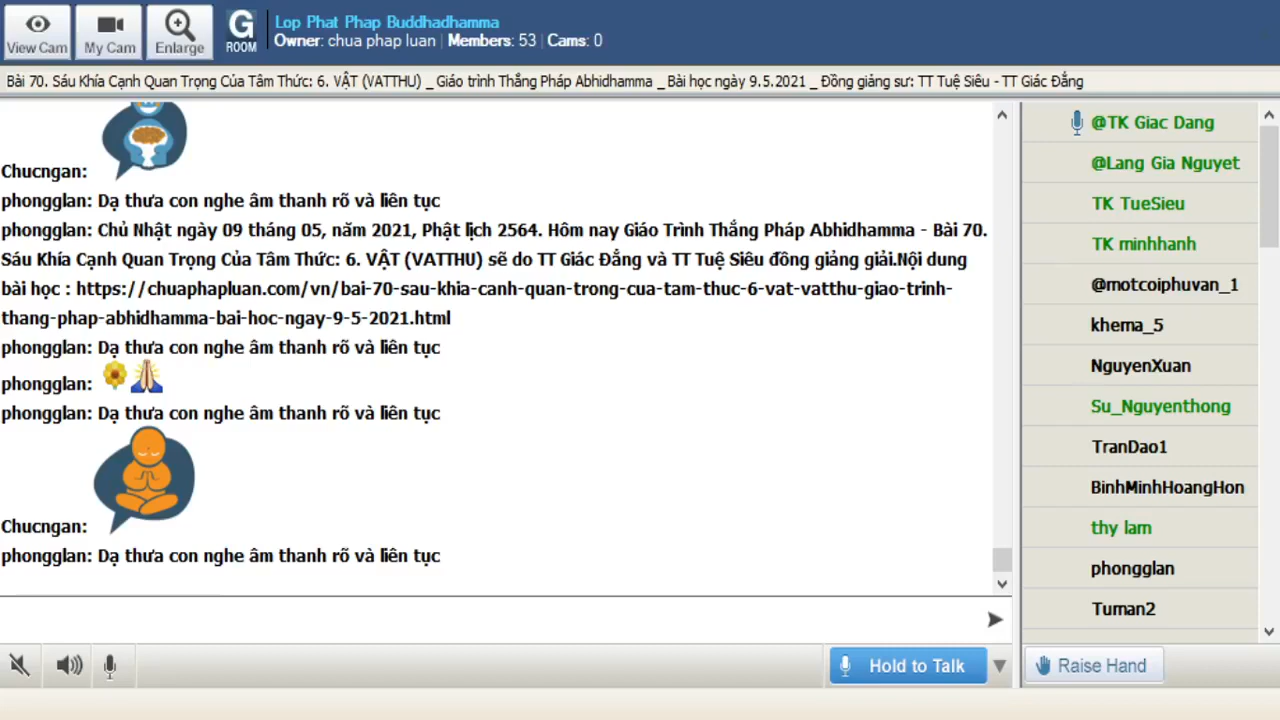 View Cam
My Cam
Enlarge
G
ROOM
Lop Phat Phap Buddhadhamma
Owner: chua phap luan | Members: 53 | Cams: 0
Bài 70. Sáu Khía Cạnh Quan Trọng Của Tâm Thức: 6. VẬT (VATTHU) _ Giáo trình Thắng Pháp Abhidhamma _ Bài học ngày 9.5.2021 _ Đồng giảng sư: TT Tuệ Siêu - TT Giác Đẳng
Chucngan:
phongglan: Dạ thưa con nghe âm thanh rõ và liên tục
phongglan: Chủ Nhật ngày 09 tháng 05, năm 2021, Phật lịch 2564. Hôm nay Giáo Trình Thắng Pháp Abhidhamma - Bài 70.
Sáu Khía Cạnh Quan Trọng Của Tâm Thức: 6. VẬT (VATTHU) sẽ do TT Giác Đẳng và TT Tuệ Siêu đồng giảng giải.Nội dung
bài học : https://chuaphapluan.com/vn/bai-70-sau-khia-canh-quan-trong-cua-tam-thuc-6-vat-vatthu-giao-trinh-
thang-phap-abhidhamma-bai-hoc-ngay-9-5-2021.html
phongglan: Dạ thưa con nghe âm thanh rõ và liên tục
phongglan:
phongglan: Dạ thưa con nghe âm thanh rõ và liên tục
Chucngan:
phongglan: Dạ thưa con nghe âm thanh rõ và liên tục
@TK Giac Dang
@Lang Gia Nguyet
TK TueSieu
TK minhhanh
@motcoiphuvan_1
khema_5
NguyenXuan
Su_Nguyenthong
TranDao1
BinhMinhHoangHon
thy lam
phongglan
Tuman2
Hold to Talk
Raise Hand